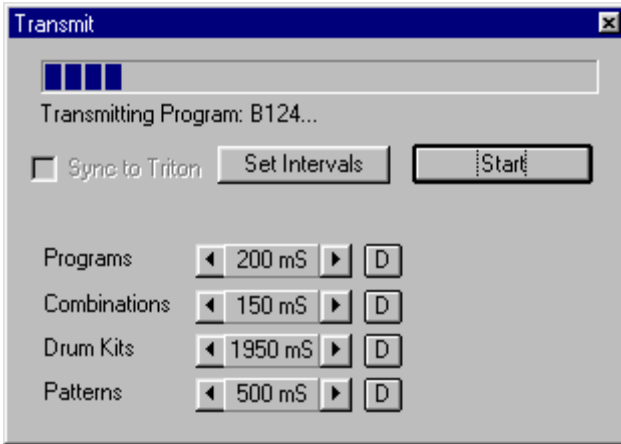 Transmit
Transmitting Program: B124...
Sync to Triton Set Intervals Start
Programs 200 mS D
Combinations 150 mS D
Drum Kits 1950 mS D
Patterns 500 mS D